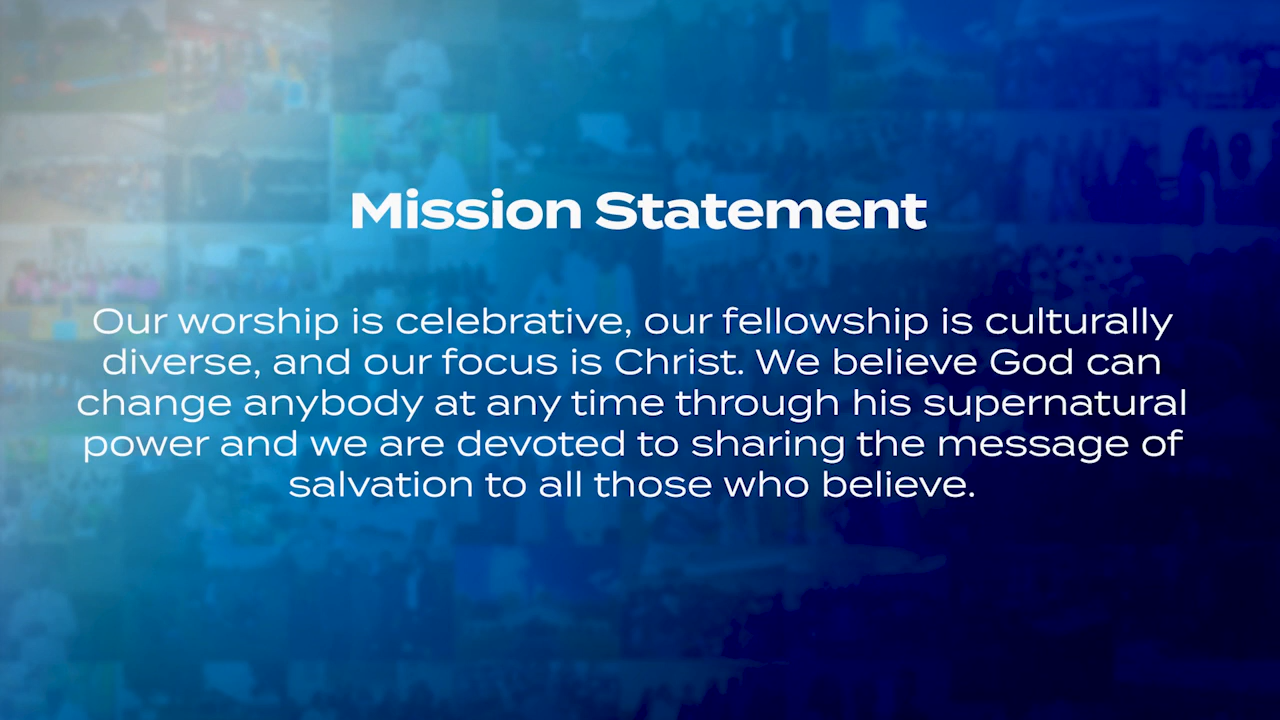 Mission Statement
Our worship is celebrative, our fellowship is culturally
diverse, and our focus is Christ. We believe God can
change anybody at any time through his supernatural
power and we are devoted to sharing the message of
salvation to all those who believe.